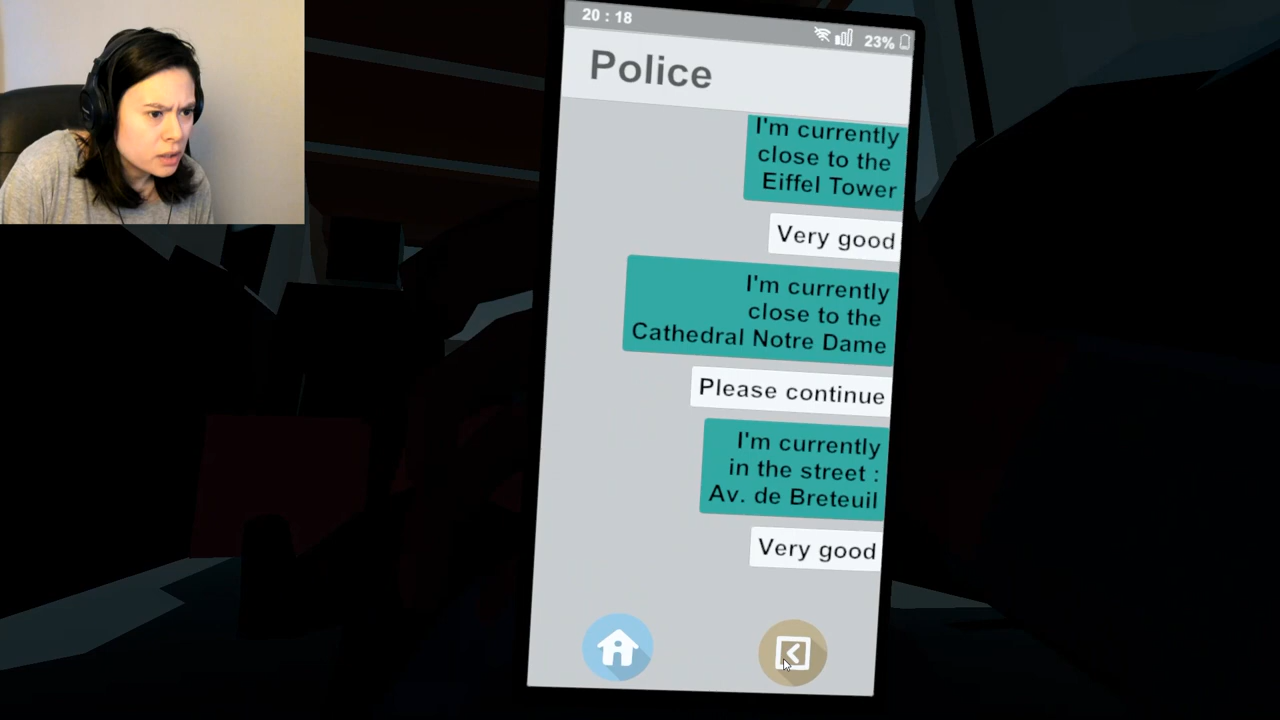 20 : 18
23%
Police
I'm currently
close to the
Eiffel Tower
Very good
I'm currently
close to the
Cathedral Notre Dame
Please continue
I'm currently
in the street :
Av. de Breteuil
Very good